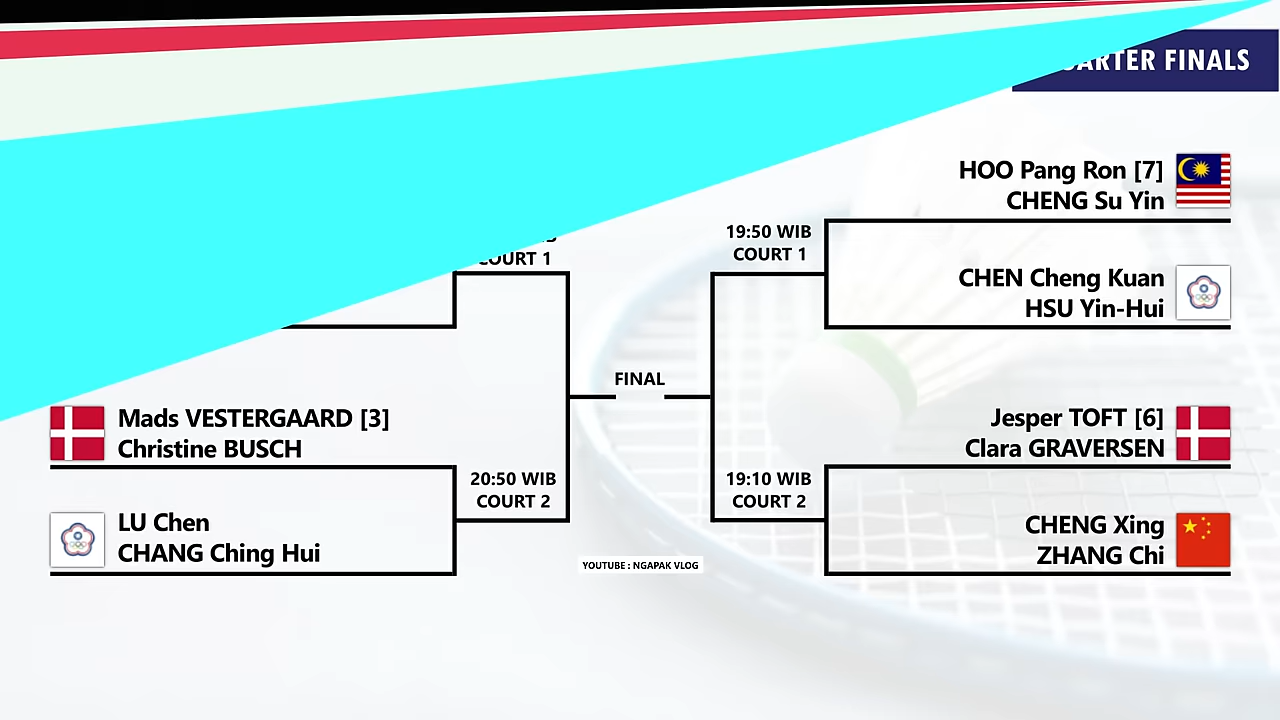 FINALS
HOO Pang Ron [7]
CHENG Su Yin
19:50 WIB
COURT 1
COURT 1
CHEN Cheng Kuan
HSU Yin-Hui
FINAL
Mads VESTERGAARD [3]
Christine BUSCH
Jesper TOFT [6]
Clara GRAVERSEN
20:50 WIB
COURT 2
19:10 WIB
COURT 2
LU Chen
CHANG Ching Hui
CHENG Xing
ZHANG Chi
YOUTUBE : NGAPAK VLOG